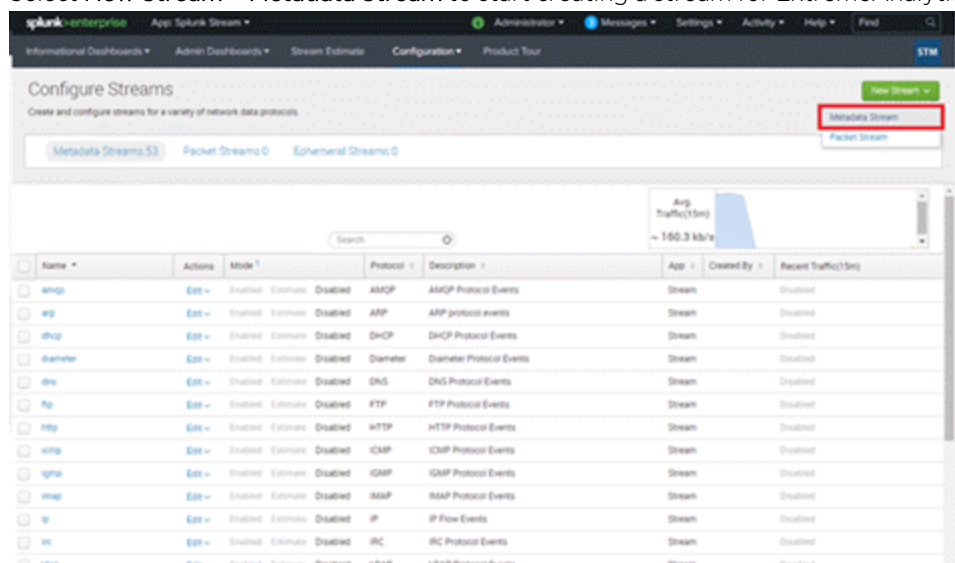 Select New Stream > Metadata Stream to start creating a stream for ExtremeAnalyt
splunk>enterprise App: Splunk Stream Administrator 3 Messages Settings Activity Help Find
Informational Dashboards Admin Dashboards Stream Estimate Configuration Product Tour STM
Configure Streams
New Stream
Create and configure streams for a variety of network data protocols.
Metadata Stream
Packet Stream
Metadata Streams 53 Packet Streams 0 Ephemeral Streams 0
Avg.
Traffic(15m)
~ 160.3 kb/s
Search
Name Actions Mode ? Protocol Description App Created By Recent Traffic(15m)
amqp Edit Enabled Estimate Disabled AMQP AMQP Protocol Events Stream Disabled
arp Edit Enabled Estimate Disabled ARP ARP protocol events Stream Disabled
dhcp Edit Enabled Estimate Disabled DHCP DHCP Protocol Events Stream Disabled
diameter Edit Enabled Estimate Disabled Diameter Diameter Protocol Events Stream Disabled
dns Edit Enabled Estimate Disabled DNS DNS Protocol Events Stream Disabled
ftp Edit Enabled Estimate Disabled FTP FTP Protocol Events Stream Disabled
http Edit Enabled Estimate Disabled HTTP HTTP Protocol Events Stream Disabled
icmp Edit Enabled Estimate Disabled ICMP ICMP Protocol Events Stream Disabled
igmp Edit Enabled Estimate Disabled IGMP IGMP Protocol Events Stream Disabled
imap Edit Enabled Estimate Disabled IMAP IMAP Protocol Events Stream Disabled
ip Edit Enabled Estimate Disabled IP IP Flow Events Stream Disabled
irc Edit Enabled Estimate Disabled IRC IRC Protocol Events Stream Disabled